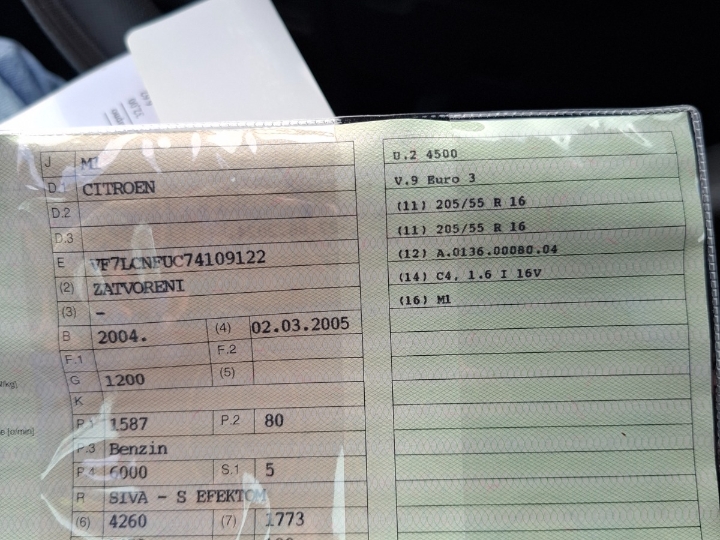 J M1
D.1 CITROEN
D.2
D.3
E VF7LCNFUC74109122
(2) ZATVORENI
(3) -
B 2004. (4) 02.03.2005
F.1 F.2
G 1200 (5)
K
P.1 1587 P.2 80
P.3 Benzin
P.4 6000 S.1 5
R SIVA - S EFEKTOM
(6) 4260 (7) 1773
U.2 4500
V.9 Euro 3
(11) 205/55 R 16
(11) 205/55 R 16
(12) A.0136.00080.04
(14) C4, 1.6 I 16V
(16) M1